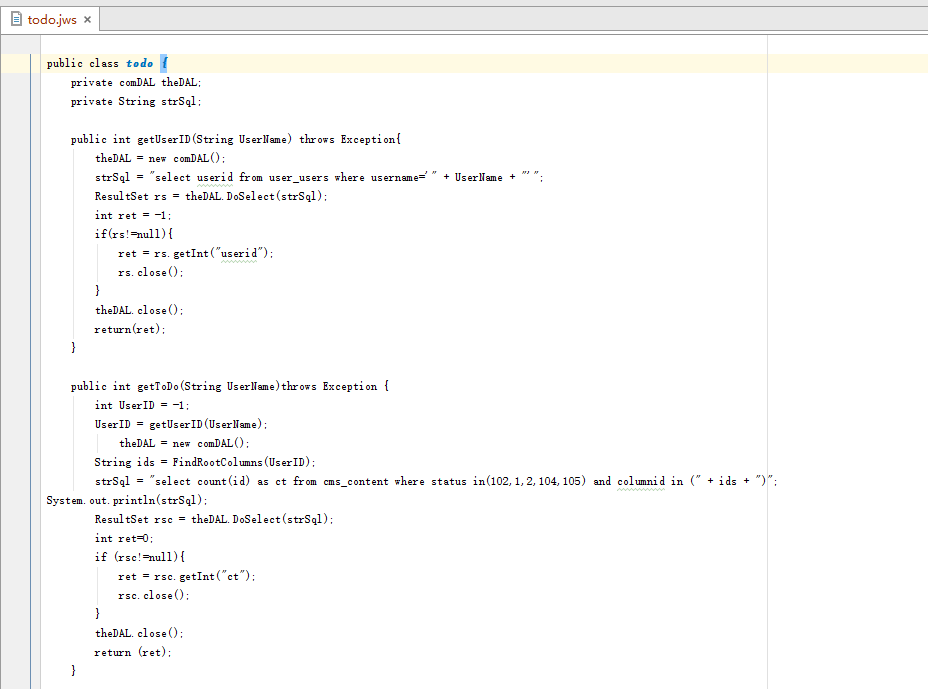 todo.jws ×
public class todo {
private comDAL theDAL;
private String strSql;
public int getUserID(String UserName) throws Exception{
theDAL = new comDAL();
strSql = "select userid from user_users where username='" + UserName + "'";
ResultSet rs = theDAL.DoSelect(strSql);
int ret = -1;
if(rs!=null){
ret = rs.getInt("userid");
rs.close();
}
theDAL.close();
return(ret);
}
public int getToDo(String UserName)throws Exception {
int UserID = -1;
UserID = getUserID(UserName);
theDAL = new comDAL();
String ids = FindRootColumns(UserID);
strSql = "select count(id) as ct from cms_content where status in(102,1,2,104,105) and columnid in (" + ids + ")";
System.out.println(strSql);
ResultSet rsc = theDAL.DoSelect(strSql);
int ret=0;
if (rsc!=null){
ret = rsc.getInt("ct");
rsc.close();
}
theDAL.close();
return (ret);
}